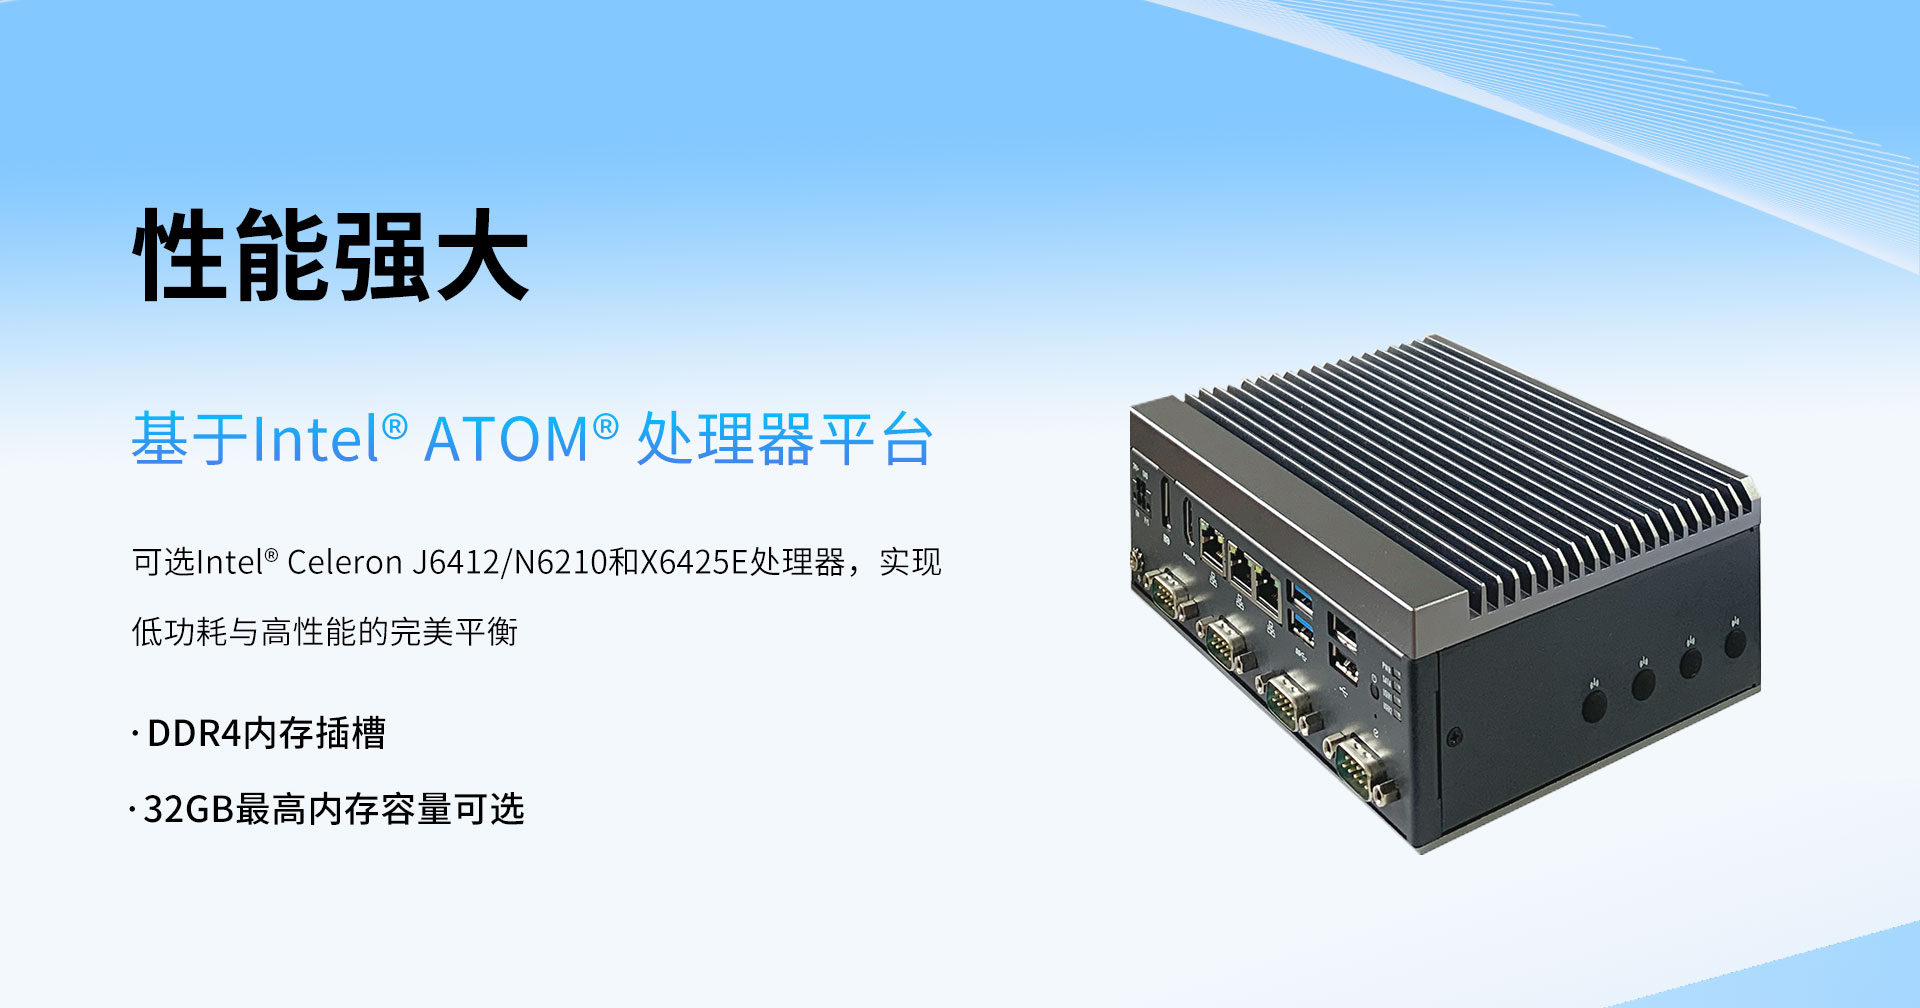 性能强大
基于Intel® ATOM® 处理器平台
可选Intel® Celeron J6412/N6210和X6425E处理器，实现
低功耗与高性能的完美平衡
·DDR4内存插槽
·32GB最高内存容量可选